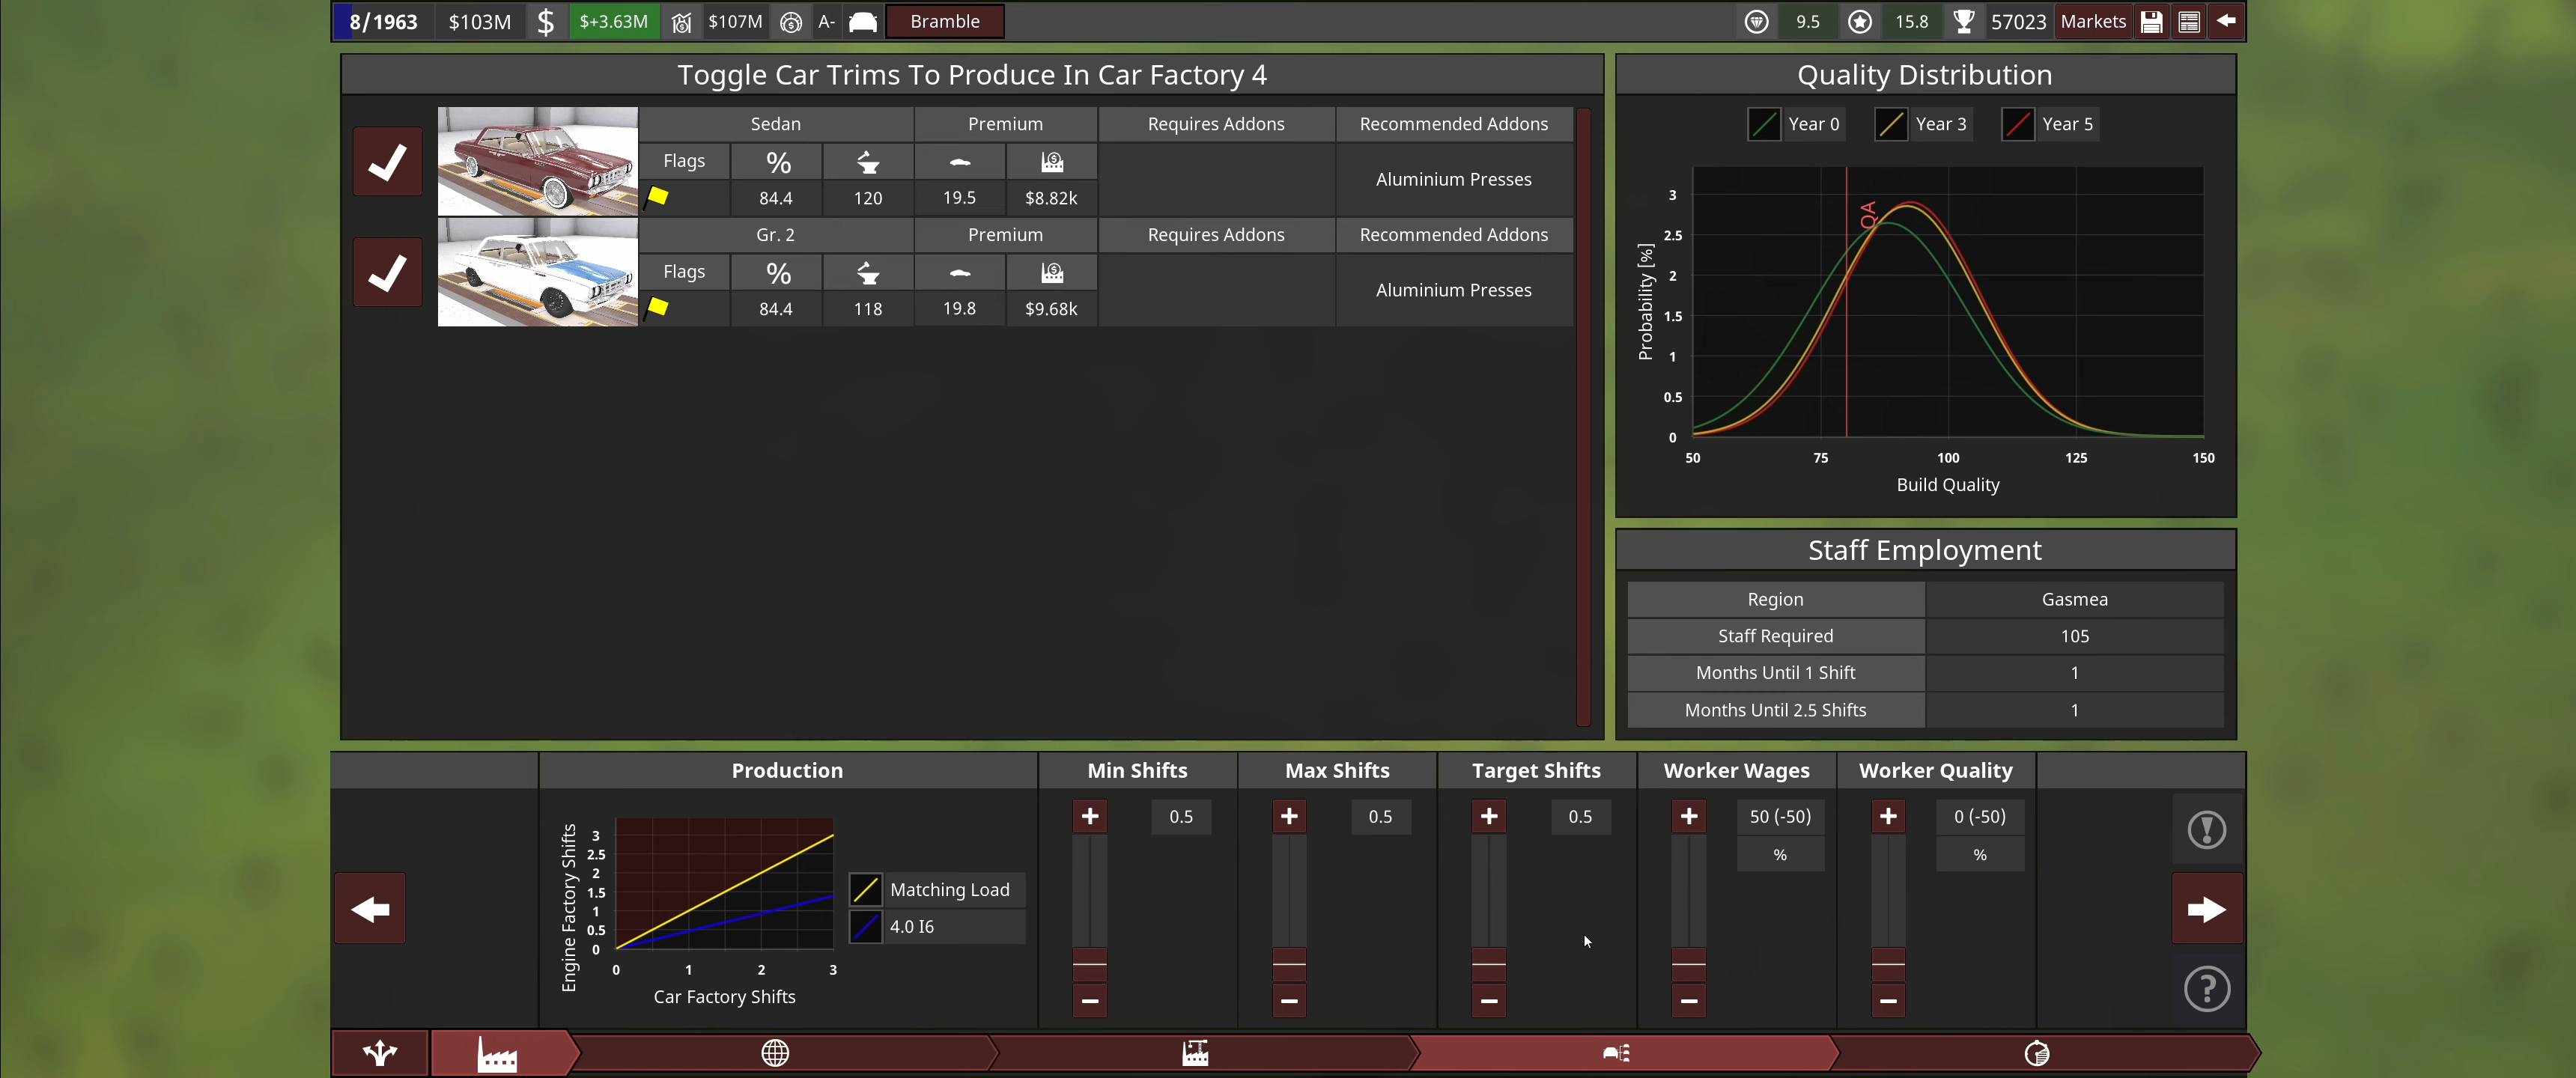 8/1963 $103M $+3.63M $107M A- Bramble 9.5 15.8 57023 Markets
Toggle Car Trims To Produce In Car Factory 4
Sedan Premium Requires Addons Recommended Addons
Flags %
84.4 120 19.5 $8.82k
Aluminium Presses
Gr. 2 Premium Requires Addons Recommended Addons
Flags %
84.4 118 19.8 $9.68k
Aluminium Presses
Quality Distribution
Year 0 Year 3 Year 5
QA
Probability [%]
3
2.5
2
1.5
1
0.5
0
50 75 100 125 150
Build Quality
Staff Employment
Region Gasmea
Staff Required 105
Months Until 1 Shift 1
Months Until 2.5 Shifts 1
Production
Engine Factory Shifts
3
2.5
2
1.5
1
0.5
0
0 1 2 3
Car Factory Shifts
Matching Load
4.0 I6
Min Shifts
0.5
Max Shifts
0.5
Target Shifts
0.5
Worker Wages
50 (-50)
%
Worker Quality
0 (-50)
%